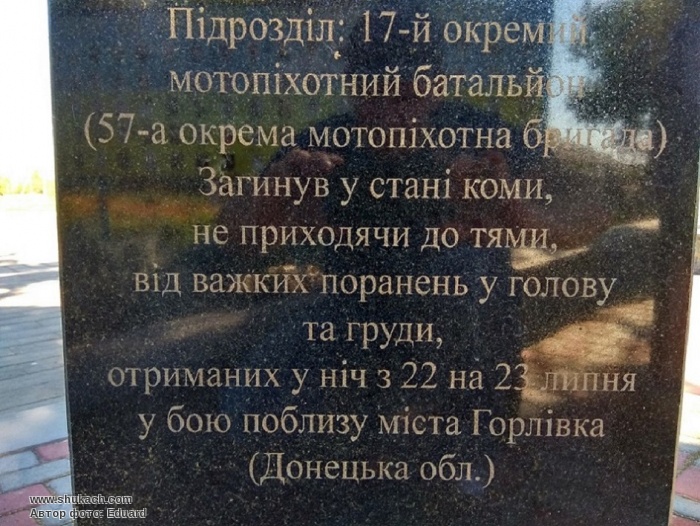 Підрозділ: 17-й окремий
мотопіхотний батальйон
(57-а окрема мотопіхотна бригада)
Загинув у стані коми,
не приходячи до тями,
від важких поранень у голову
та груди,
отриманих у ніч з 22 на 23 липня
у бою поблизу міста Горлівка
(Донецька обл.)
www.shukach.com
Автор фото: Eduard